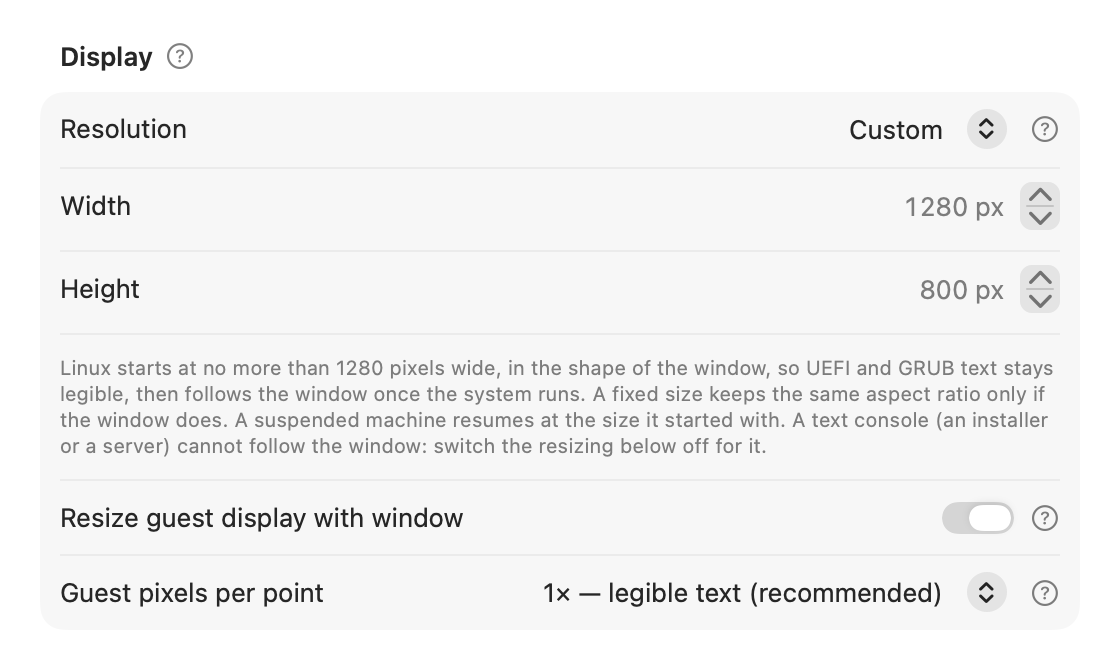 Display ?
Resolution Custom ?
Width 1280 px
Height 800 px
Linux starts at no more than 1280 pixels wide, in the shape of the window, so UEFI and GRUB text stays
legible, then follows the window once the system runs. A fixed size keeps the same aspect ratio only if
the window does. A suspended machine resumes at the size it started with. A text console (an installer
or a server) cannot follow the window: switch the resizing below off for it.
Resize guest display with window ?
Guest pixels per point 1× — legible text (recommended) ?